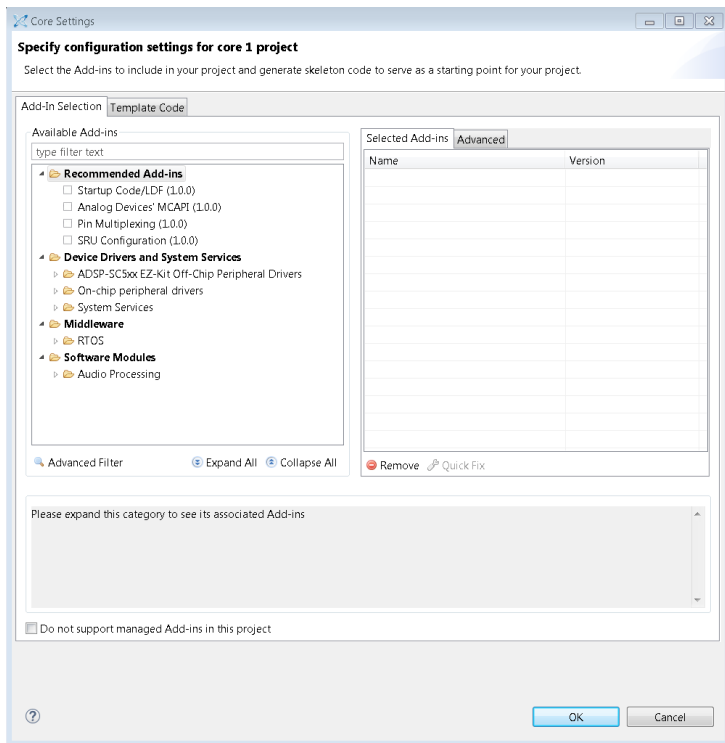 Core Settings
Specify configuration settings for core 1 project
Select the Add-ins to include in your project and generate skeleton code to serve as a starting point for your project.
Add-In Selection
Template Code
Available Add-ins
type filter text
Recommended Add-ins
Startup Code/LDF (1.0.0)
Analog Devices' MCAPI (1.0.0)
Pin Multiplexing (1.0.0)
SRU Configuration (1.0.0)
Device Drivers and System Services
ADSP-SC5xx EZ-Kit Off-Chip Peripheral Drivers
On-chip peripheral drivers
System Services
Middleware
RTOS
Software Modules
Audio Processing
Advanced Filter
Expand All
Collapse All
Selected Add-ins
Advanced
Name
Version
Remove
Quick Fix
Please expand this category to see its associated Add-ins
Do not support managed Add-ins in this project
?
OK
Cancel